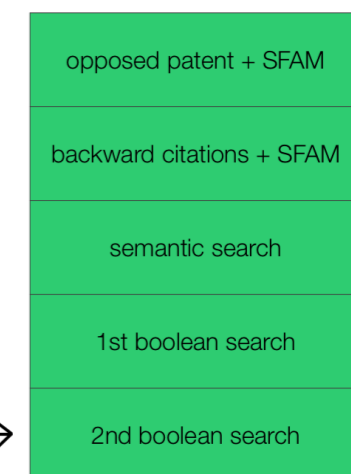 opposed patent + SFAM
backward citations + SFAM
semantic search
1st boolean search
2nd boolean search